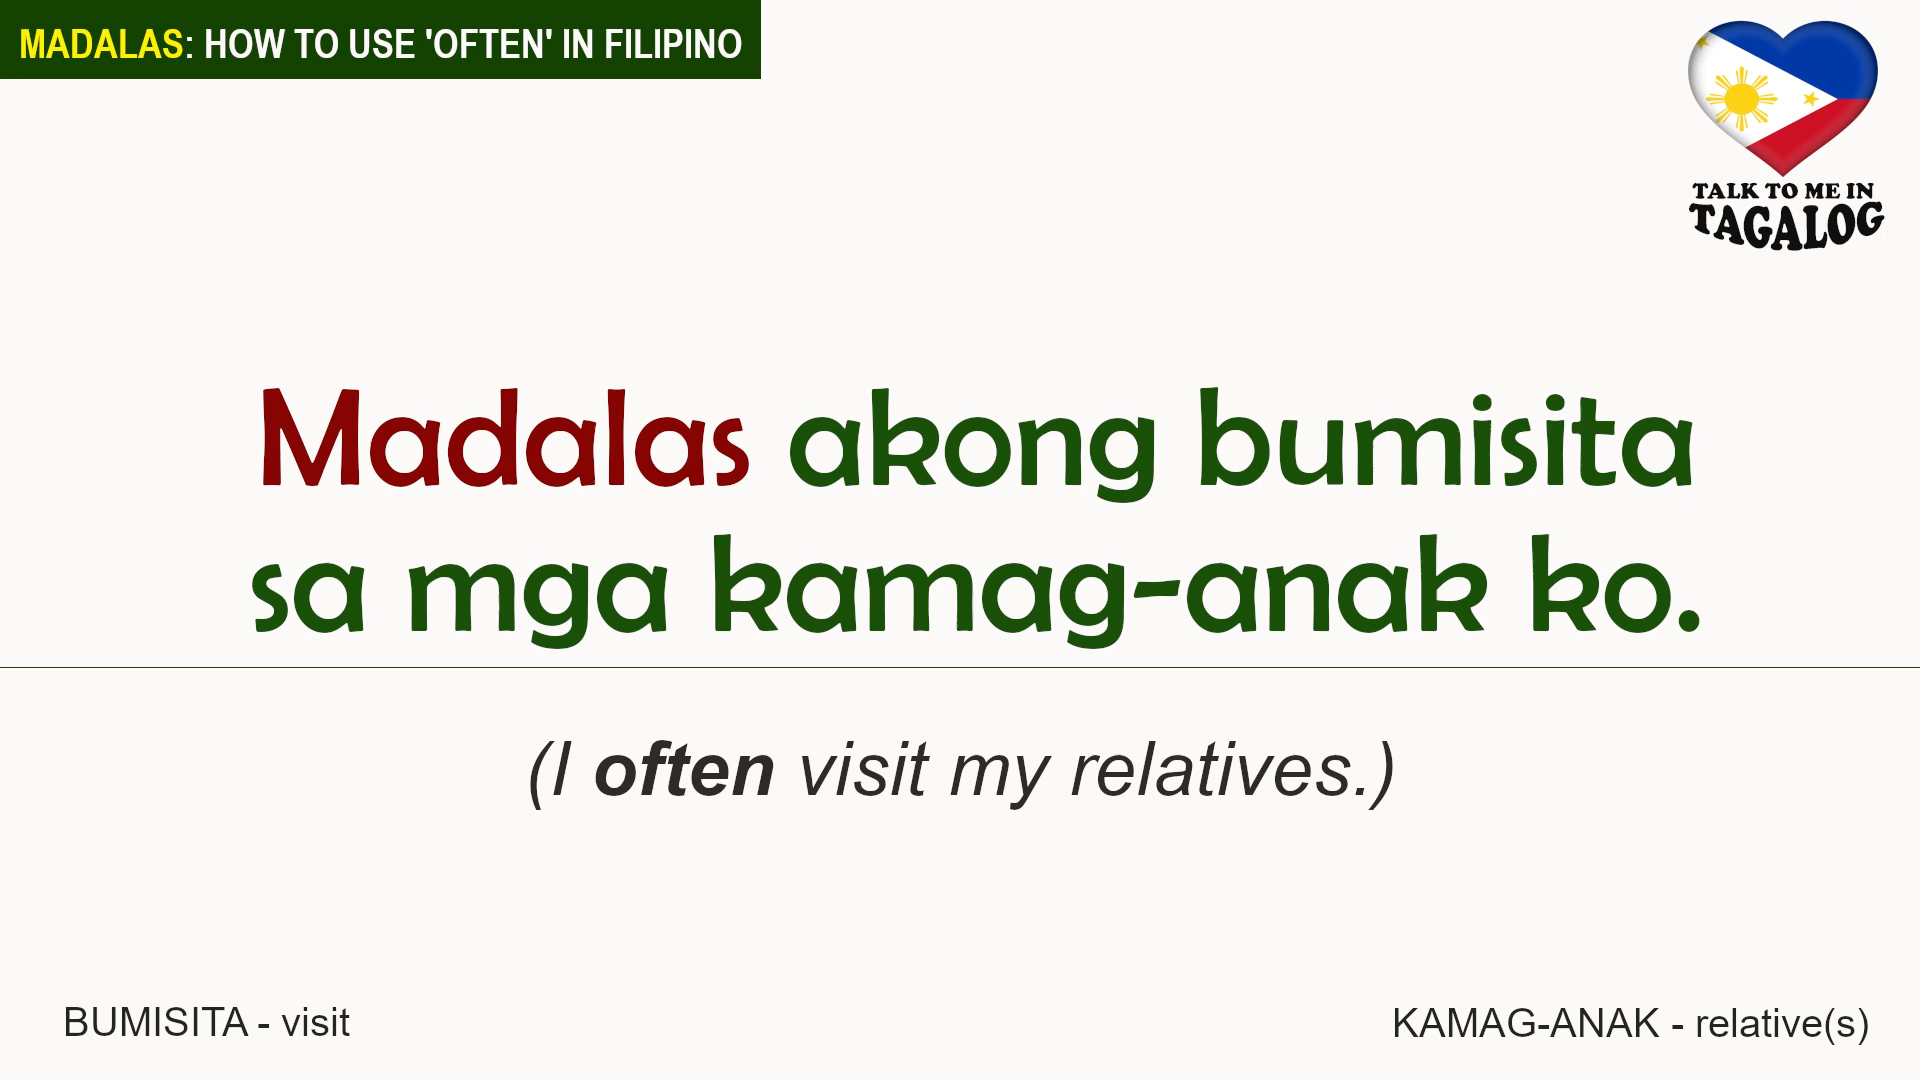 MADALAS: HOW TO USE 'OFTEN' IN FILIPINO
TALK TO ME IN
TAGALOG
Madalas akong bumisita
sa mga kamag-anak ko.
(I often visit my relatives.)
BUMISITA - visit
KAMAG-ANAK - relative(s)